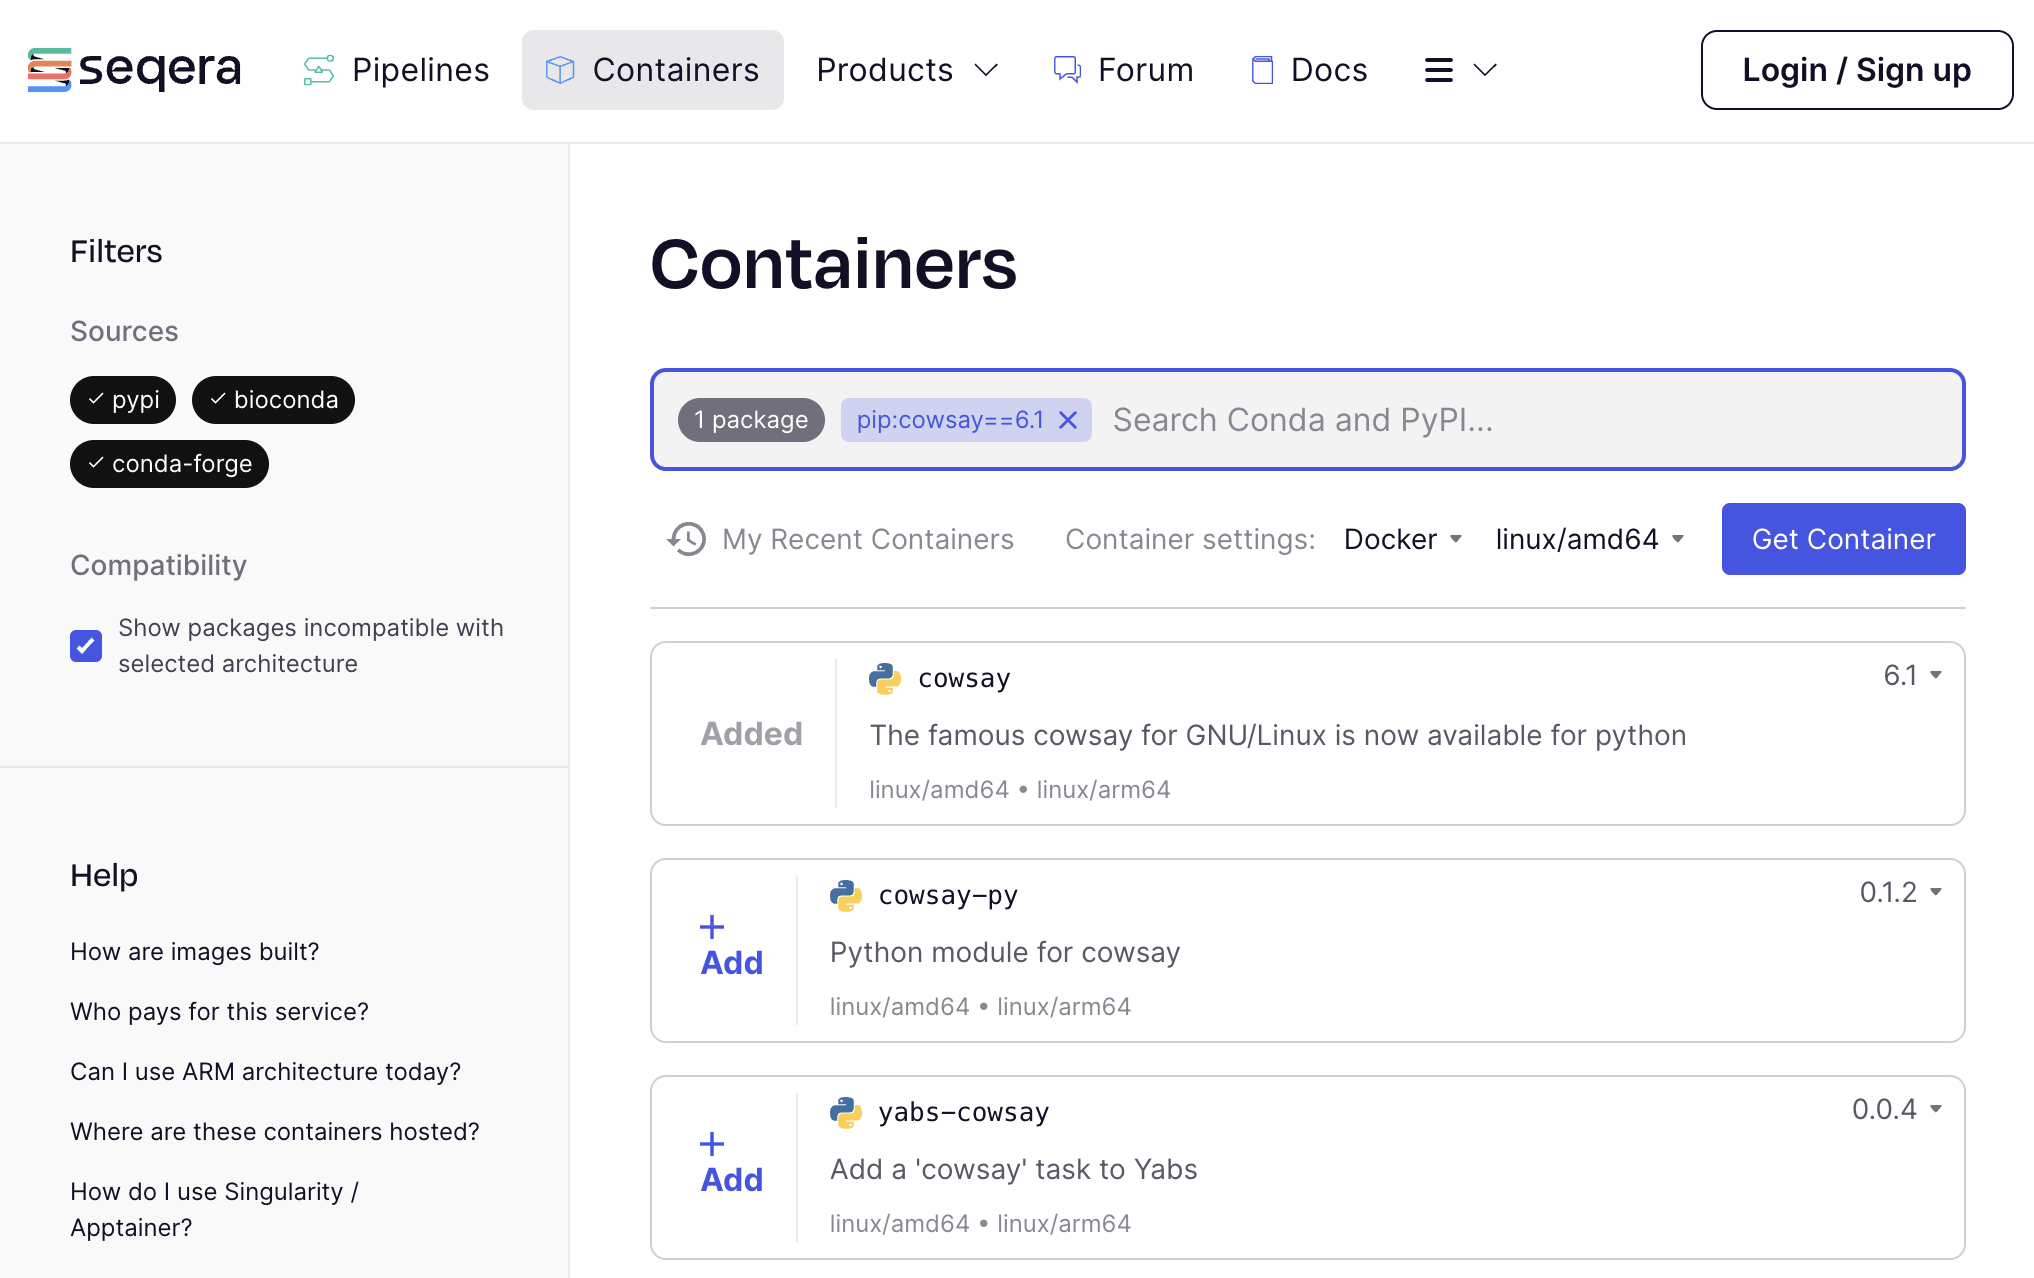 seqera
Pipelines
Containers
Products
Forum
Docs
Login / Sign up
Filters
Sources
pypi
bioconda
conda-forge
Compatibility
Show packages incompatible with
selected architecture
Help
How are images built?
Who pays for this service?
Can I use ARM architecture today?
Where are these containers hosted?
How do I use Singularity /
Apptainer?
Containers
1 package pip:cowsay==6.1 Search Conda and PyPI...
My Recent Containers Container settings: Docker linux/amd64 Get Container
Added
cowsay 6.1
The famous cowsay for GNU/Linux is now available for python
linux/amd64 • linux/arm64
+
Add
cowsay-py 0.1.2
Python module for cowsay
linux/amd64 • linux/arm64
+
Add
yabs-cowsay 0.0.4
Add a 'cowsay' task to Yabs
linux/amd64 • linux/arm64